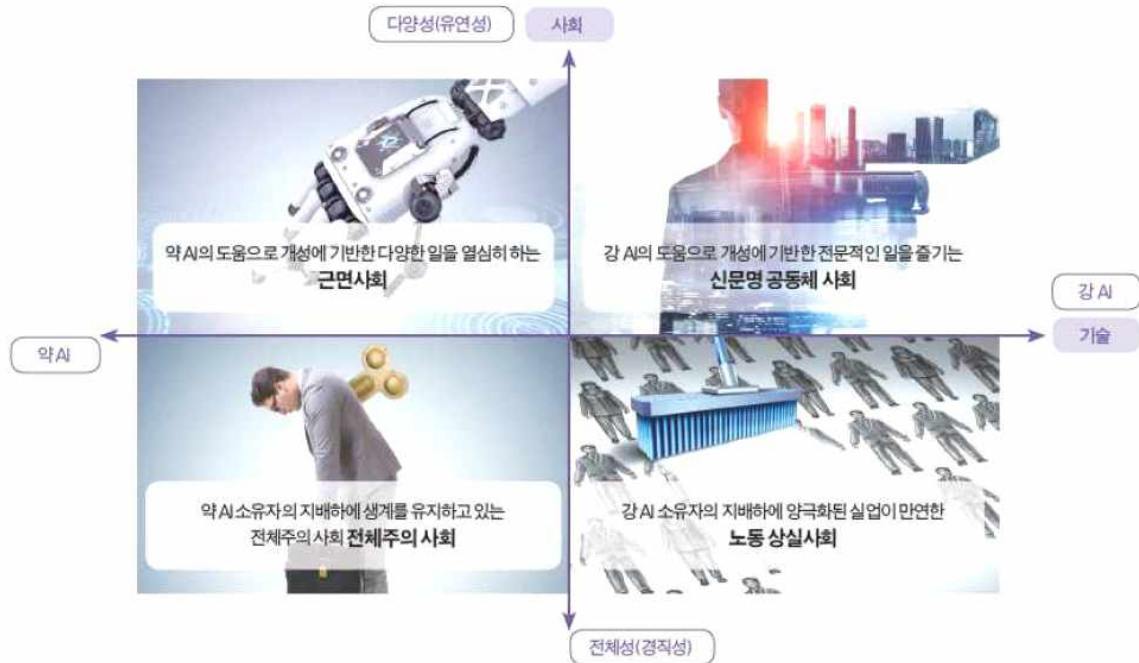 다양성(유연성)
사회
약 AI의 도움으로 개성에 기반한 다양한 일을 열심히 하는
근면사회
강 AI의 도움으로 개성에 기반한 전문적인 일을 즐기는
신문명 공동체 사회
강 AI
기술
약 AI
약 AI 소유자의 지배하에 생계를 유지하고 있는
전체주의 사회 전체주의 사회
강 AI 소유자의 지배하에 양극화된 실업이 만연한
노동 상실사회
전체성(경직성)